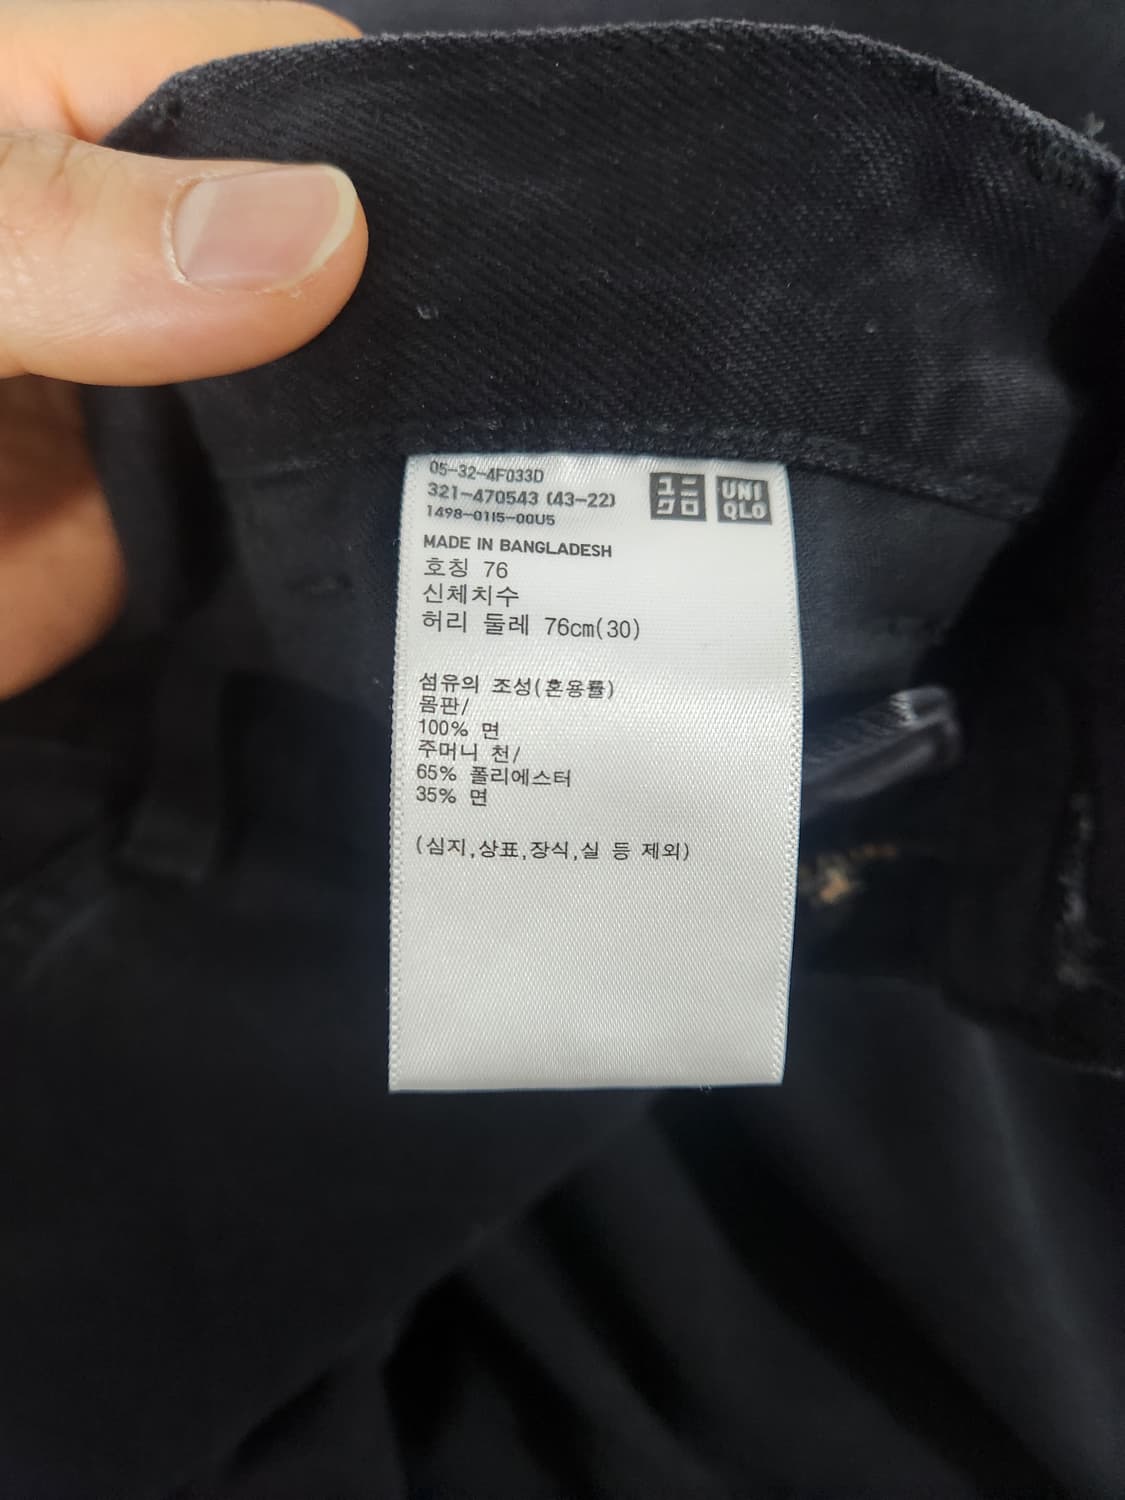 05-32-4F033D
321-470543 (43-22)
1498-0115-00U5
ユニ
クロ
UNI
QLO
MADE IN BANGLADESH
호칭 76
신체치수
허리 둘레 76cm(30)
섬유의 조성(혼용률)
몸판/
100% 면
주머니 천/
65% 폴리에스터
35% 면
(심지,상표,장식,실 등 제외)